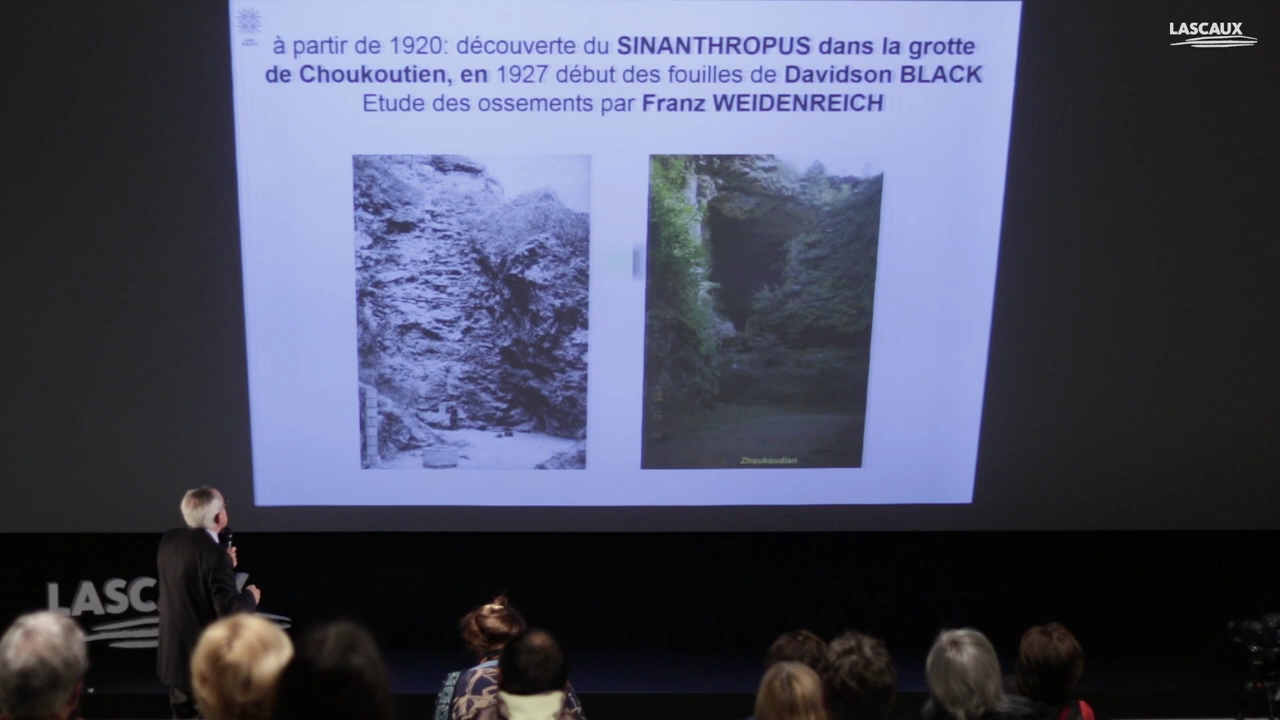 LASCAUX
à partir de 1920: découverte du SINANTHROPUS dans la grotte
de Choukoutien, en 1927 début des fouilles de Davidson BLACK
Etude des ossements par Franz WEIDENREICH
Zhoukoudian
LASC